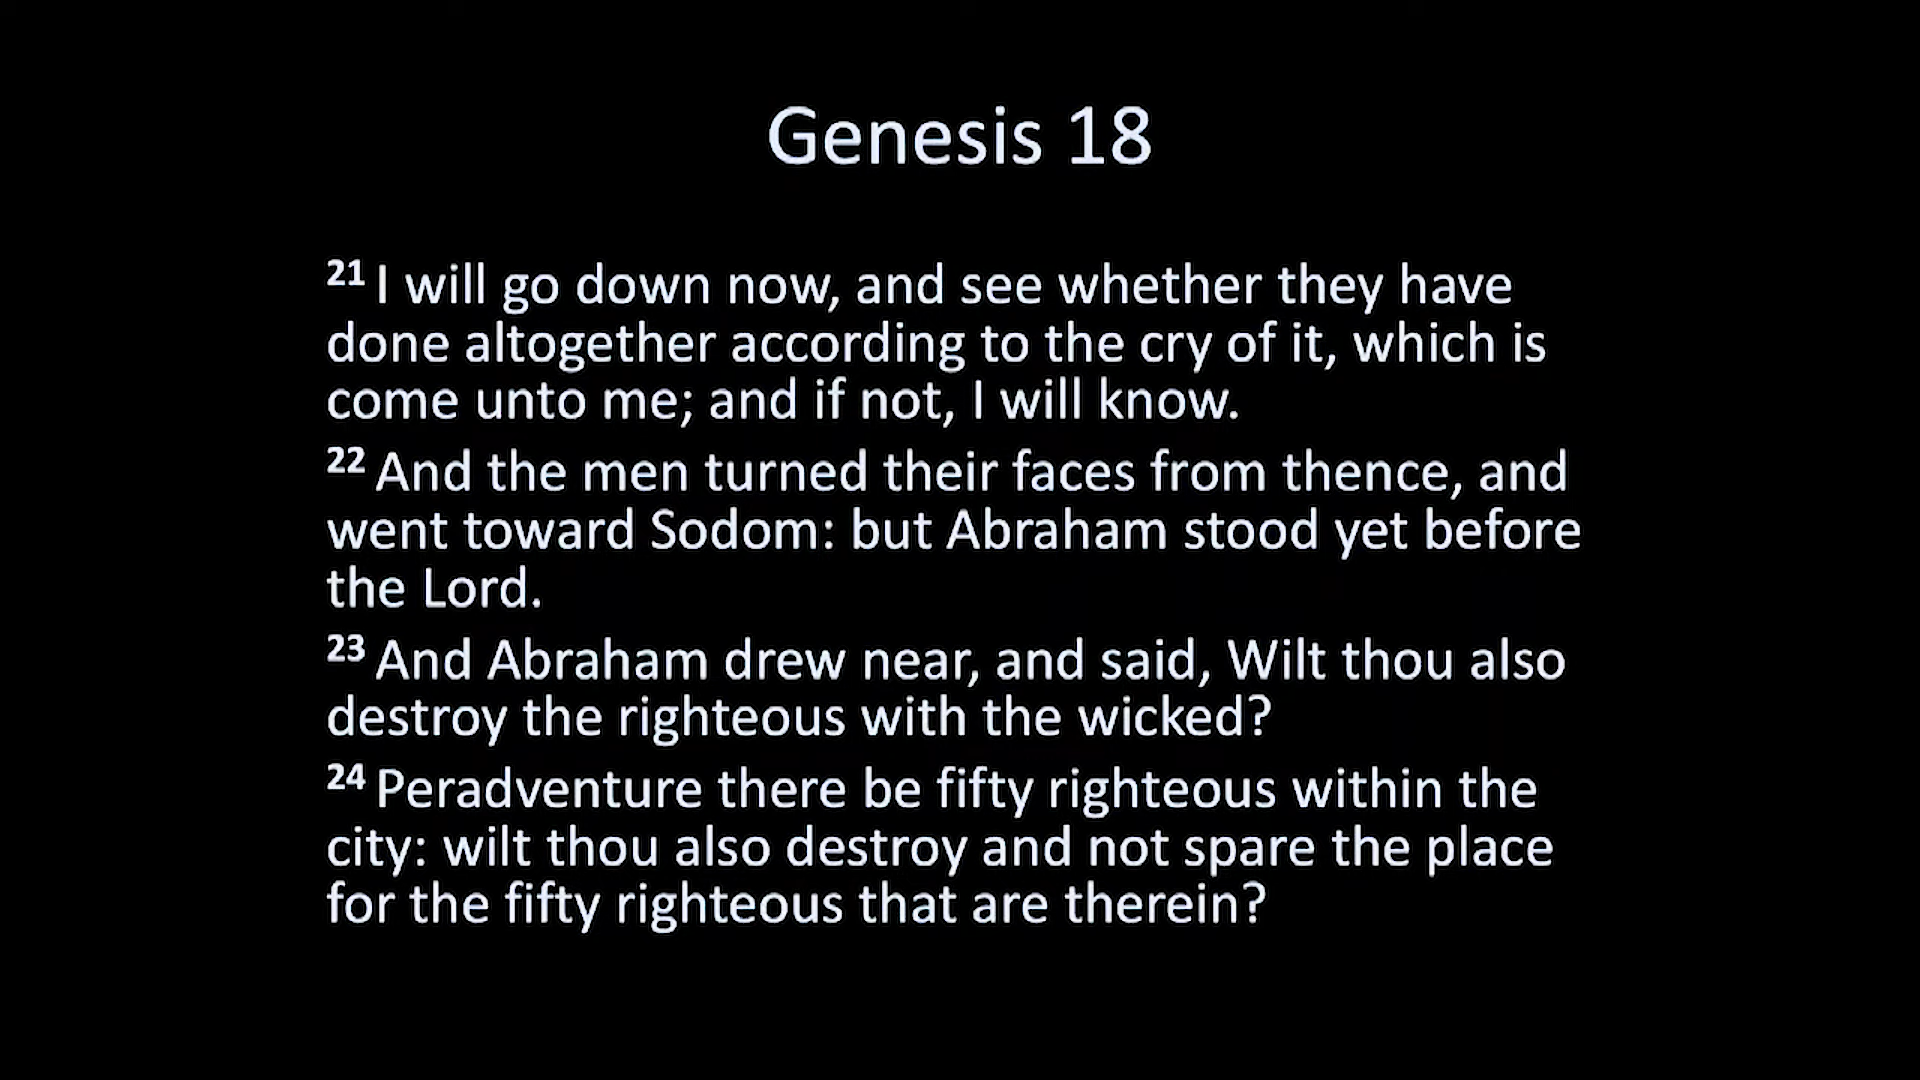 Genesis 18
21 I will go down now, and see whether they have
done altogether according to the cry of it, which is
come unto me; and if not, I will know.
22 And the men turned their faces from thence, and
went toward Sodom: but Abraham stood yet before
the Lord.
23 And Abraham drew near, and said, Wilt thou also
destroy the righteous with the wicked?
24 Peradventure there be fifty righteous within the
city: wilt thou also destroy and not spare the place
for the fifty righteous that are therein?